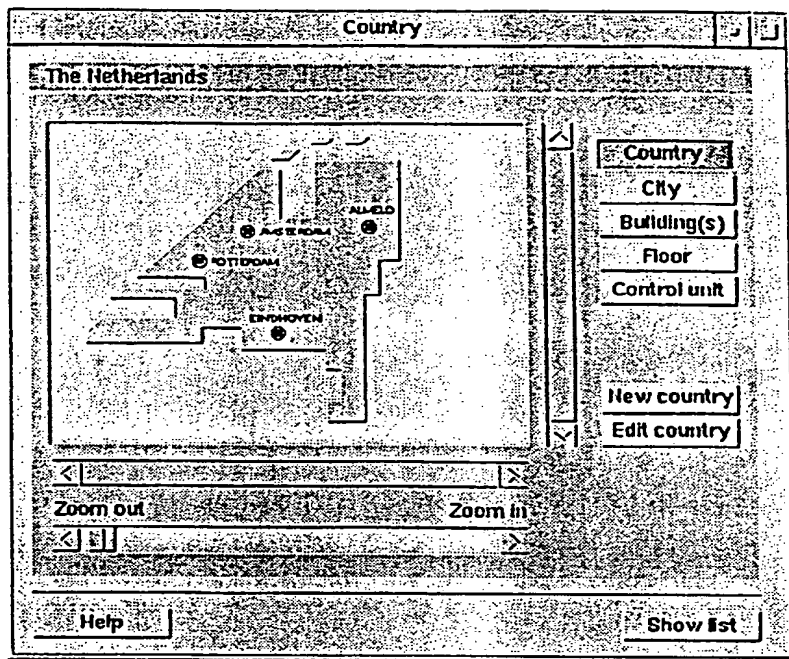 Country
The Netherlands
Country
City
Building(s)
Floor
Control unit
ALMELO
AMSTERDAM
ROTTERDAM
EINDHOVEN
New country
Edit country
Zoom out Zoom in
Help Show list